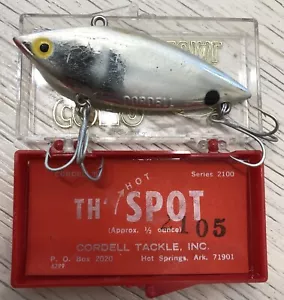 CORDELL
Series 2100
HOT
TH' SPOT
(Approx. ½ ounce)
2105
CORDELL TACKLE, INC.
P. O. Box 2020 Hot Springs, Ark. 71901